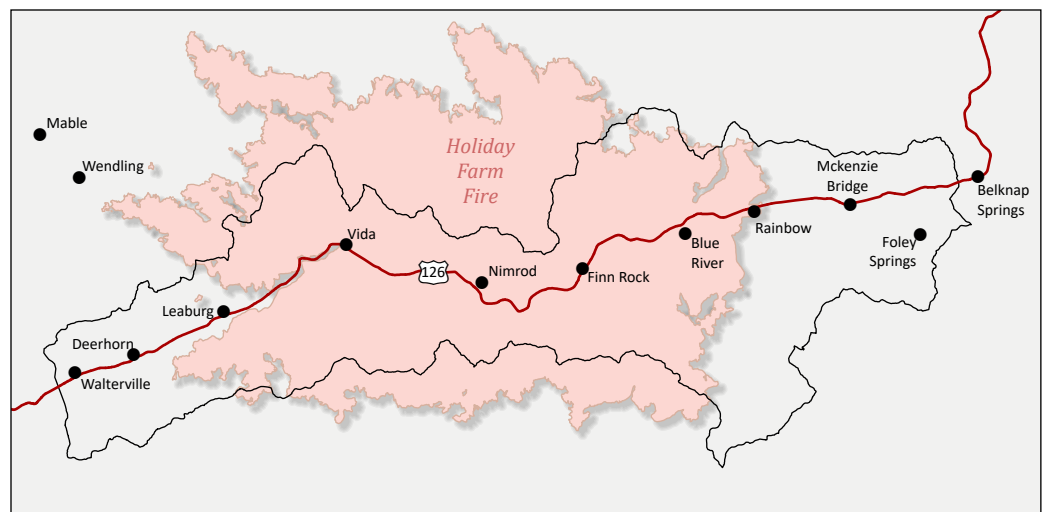 Mable
Wendling
Holiday
Farm
Fire
Mckenzie
Bridge
Belknap
Springs
Rainbow
Foley
Springs
Vida
Blue
River
126
Nimrod
Finn Rock
Leaburg
Deerhorn
Walterville